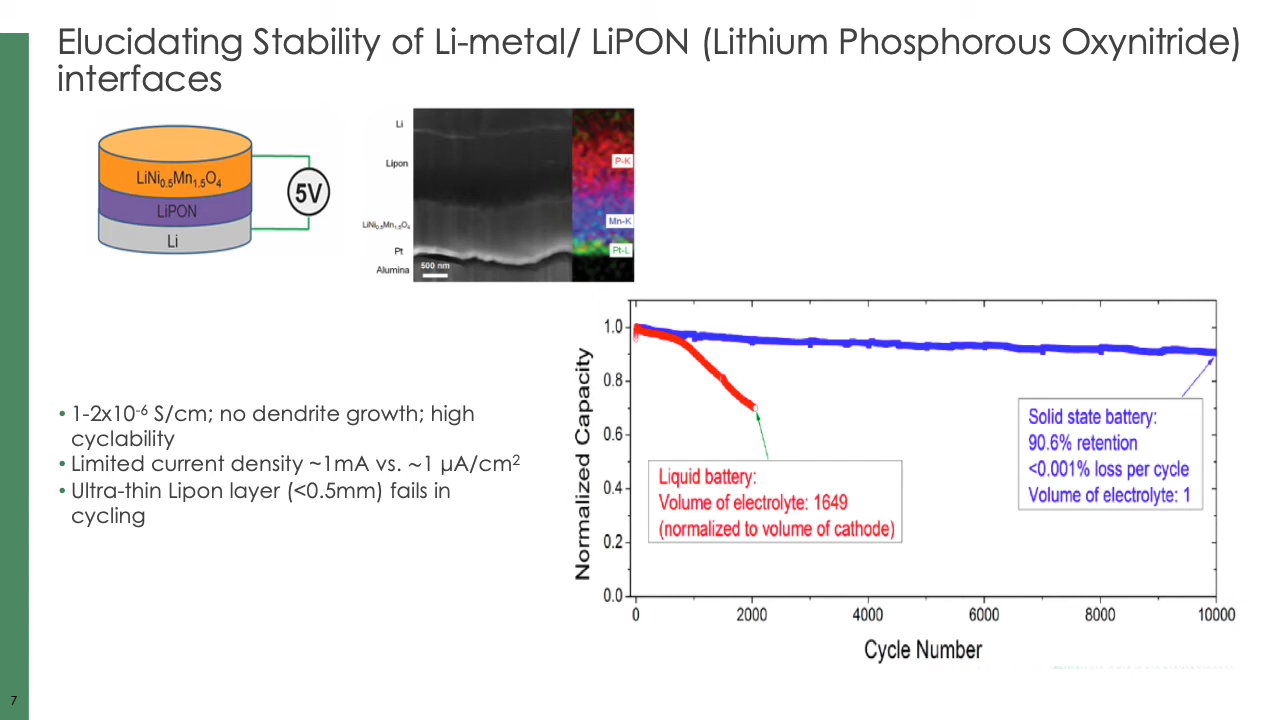 Elucidating Stability of Li-metal/ LiPON (Lithium Phosphorous Oxynitride)
interfaces
LiNi₀.₅Mn₁.₅O₄
LiPON
Li
5V
Li
Lipon
LiNi₀.₅Mn₁.₅O₄
Pt
Alumina
500 nm
P-K
Mn-K
Pt-L
• 1-2x10⁻⁶ S/cm; no dendrite growth; high
cyclability
• Limited current density ~1mA vs. ~1 µA/cm²
• Ultra-thin Lipon layer (<0.5mm) fails in
cycling
Normalized Capacity
1.0
0.8
0.6
0.4
0.2
0.0
Liquid battery:
Volume of electrolyte: 1649
(normalized to volume of cathode)
Solid state battery:
90.6% retention
<0.001% loss per cycle
Volume of electrolyte: 1
0 2000 4000 6000 8000 10000
Cycle Number
7